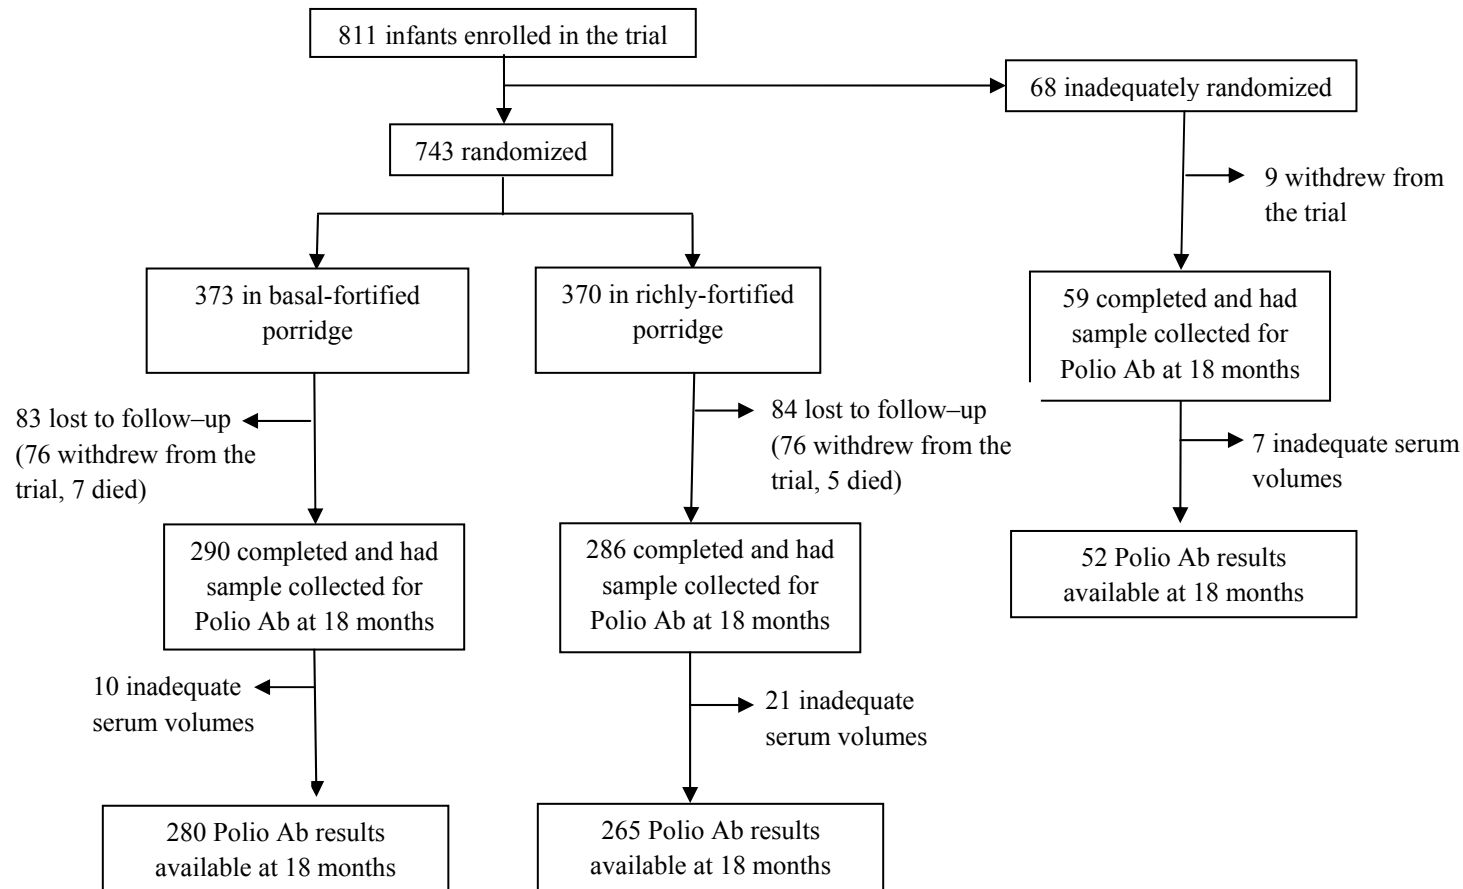 811 infants enrolled in the trial
68 inadequately randomized
743 randomized
9 withdrew from
the trial
373 in basal-fortified
porridge
370 in richly-fortified
porridge
59 completed and had
sample collected for
Polio Ab at 18 months
83 lost to follow–up
(76 withdrew from the
trial, 7 died)
84 lost to follow–up
(76 withdrew from the
trial, 5 died)
7 inadequate serum
volumes
290 completed and had
sample collected for
Polio Ab at 18 months
286 completed and had
sample collected for
Polio Ab at 18 months
52 Polio Ab results
available at 18 months
10 inadequate
serum volumes
21 inadequate
serum volumes
280 Polio Ab results
available at 18 months
265 Polio Ab results
available at 18 months